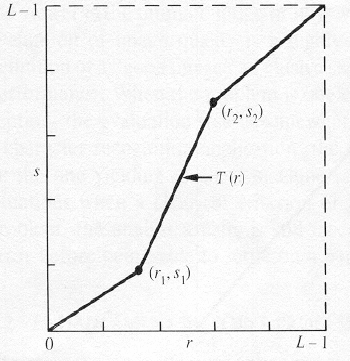 L−1
(r₂, s₂)
s
T(r)
(r₁, s₁)
0
r
L−1